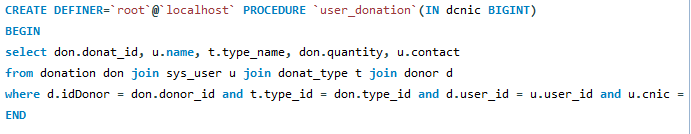 CREATE DEFINER=`root`@`localhost` PROCEDURE `user_donation`(IN dcnic BIGINT)
BEGIN
select don.donat_id, u.name, t.type_name, don.quantity, u.contact
from donation don join sys_user u join donat_type t join donor d
where d.idDonor = don.donor_id and t.type_id = don.type_id and d.user_id = u.user_id and u.cnic =
END